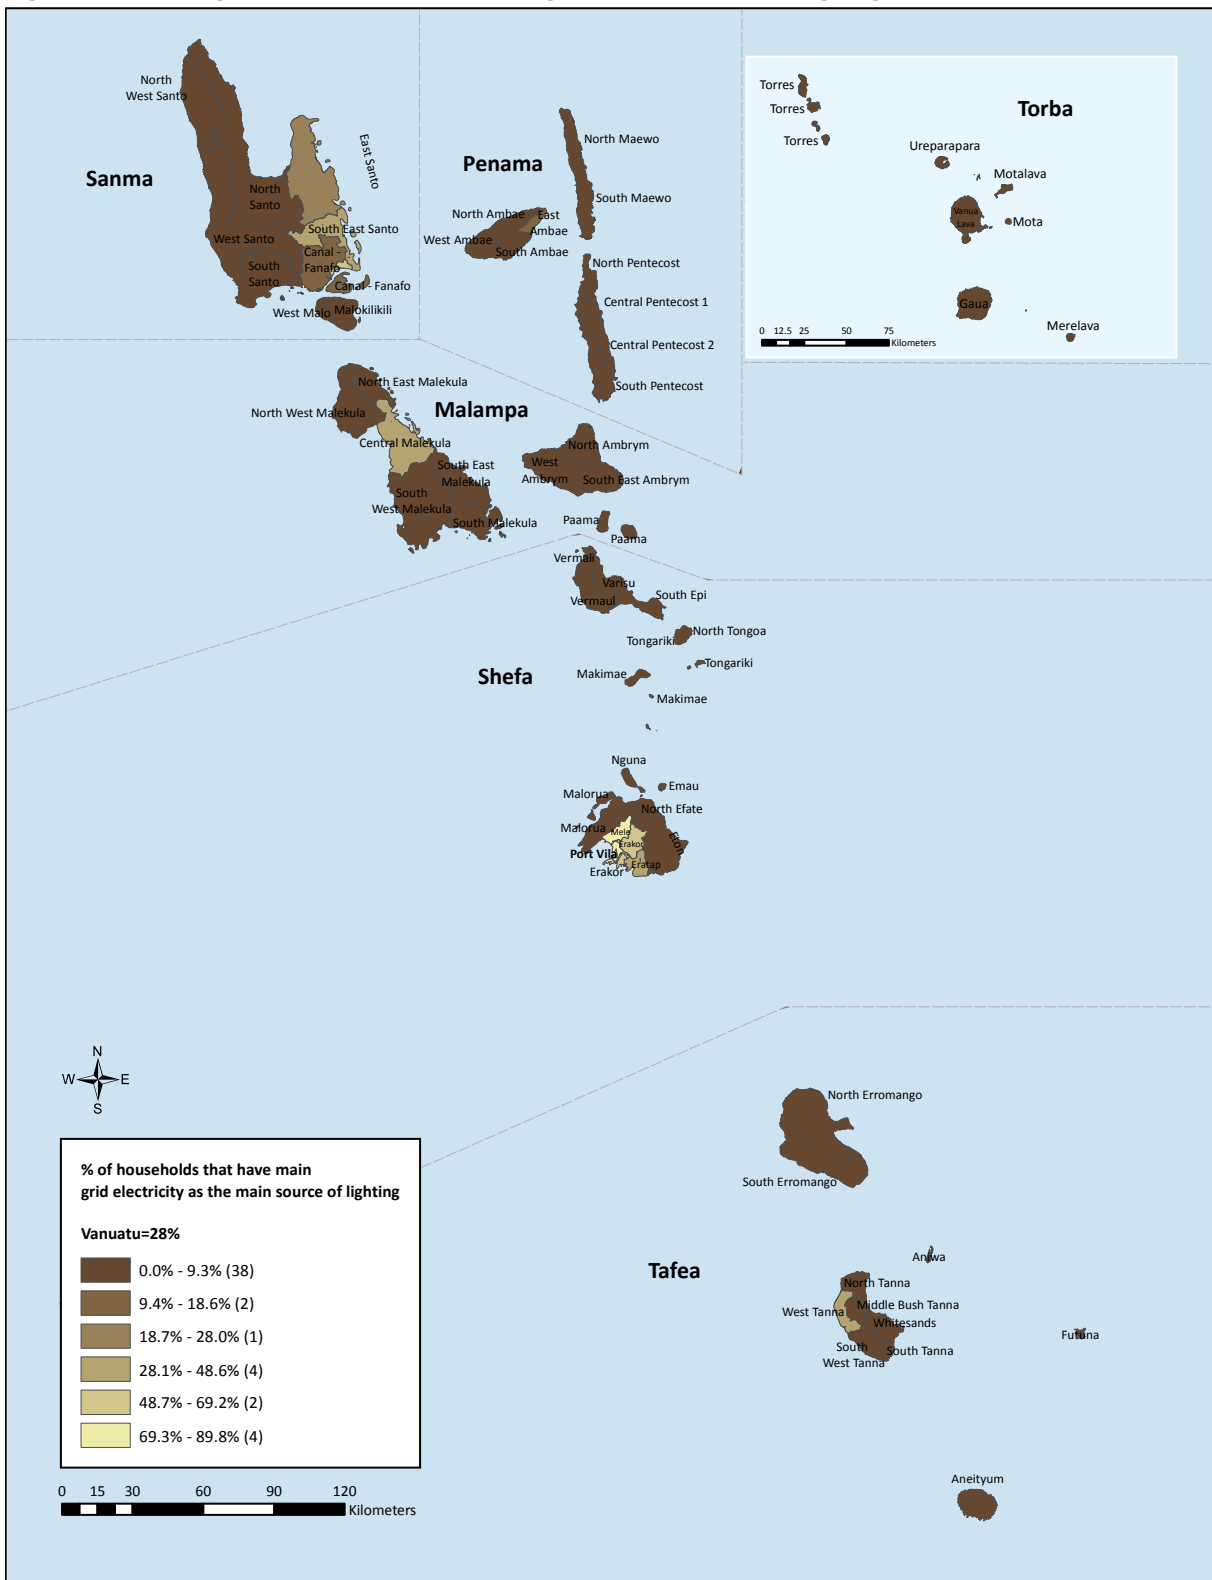 North
West Santo
East Santo
Sanma
North
Santo
South East Santo
West Santo
Canal -
Fanafo
South
Santo
Canal - Fanafo
West Malo
Malokilikili
Penama
North Maewo
South Maewo
North Ambae
East
Ambae
West Ambae
South Ambae
North Pentecost
Central Pentecost 1
Central Pentecost 2
South Pentecost
Torba
Torres
Torres
Torres
Ureparapara
Motalava
Vanua
Lava
Mota
Gaua
Merelava
0 12.5 25 50 75
Kilometers
Malampa
North East Malekula
North West Malekula
Central Malekula
South East
Malekula
South
West Malekula
South Malekula
North Ambrym
West
Ambrym
South East Ambrym
Paama
Paama
Shefa
Vermali
Varisu
Vermaul
South Epi
North Tongoa
Tongariki
Tongariki
Makimae
Makimae
Nguna
Emau
Malorua
North Efate
Malorua
Mele
Erakor
Eton
Port Vila
Eratap
Erakor
N
W E
S
Tafea
North Erromango
South Erromango
Aniwa
North Tanna
West Tanna
Middle Bush Tanna
Whitesands
South
West Tanna
South Tanna
Futuna
Aneityum
% of households that have main
grid electricity as the main source of lighting
Vanuatu=28%
0.0% - 9.3% (38)
9.4% - 18.6% (2)
18.7% - 28.0% (1)
28.1% - 48.6% (4)
48.7% - 69.2% (2)
69.3% - 89.8% (4)
0 15 30 60 90 120
Kilometers